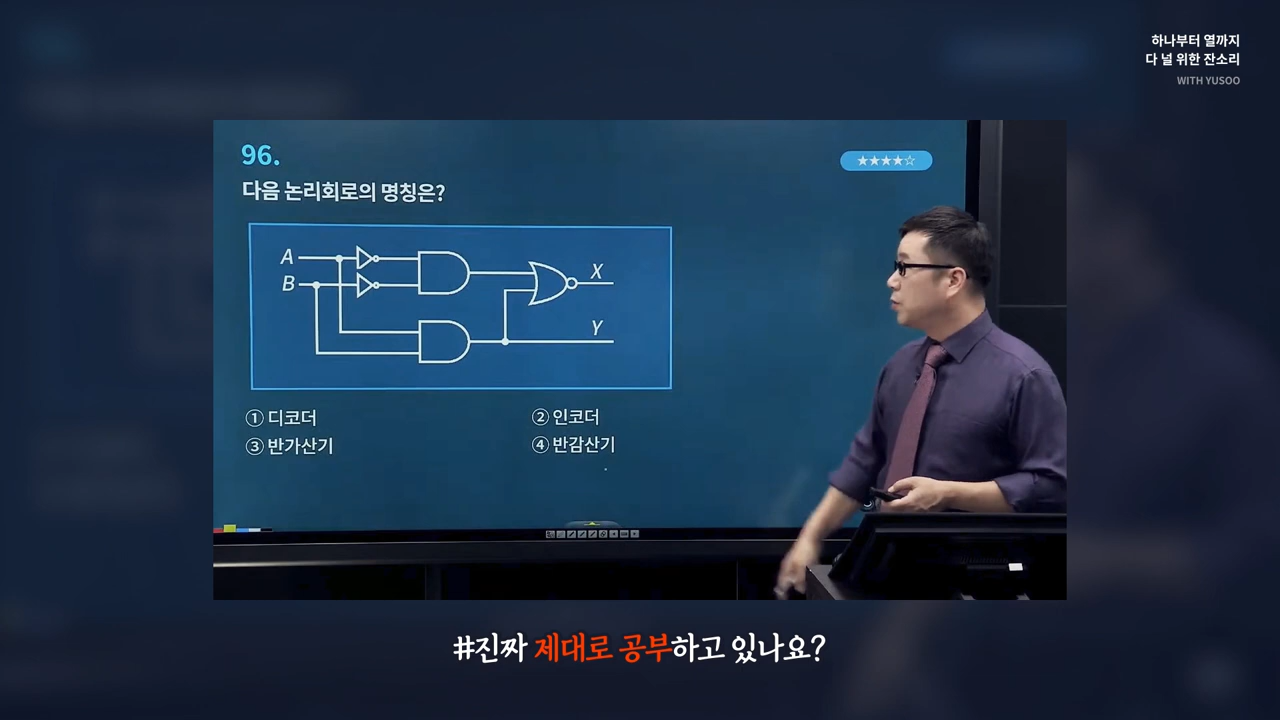 하나부터 열까지
다 널 위한 잔소리
WITH YUSOO
96.
★★★★☆
다음 논리회로의 명칭은?
A
B
X
Y
① 디코더
② 인코더
③ 반가산기
④ 반감산기
#진짜 제대로 공부하고 있나요?